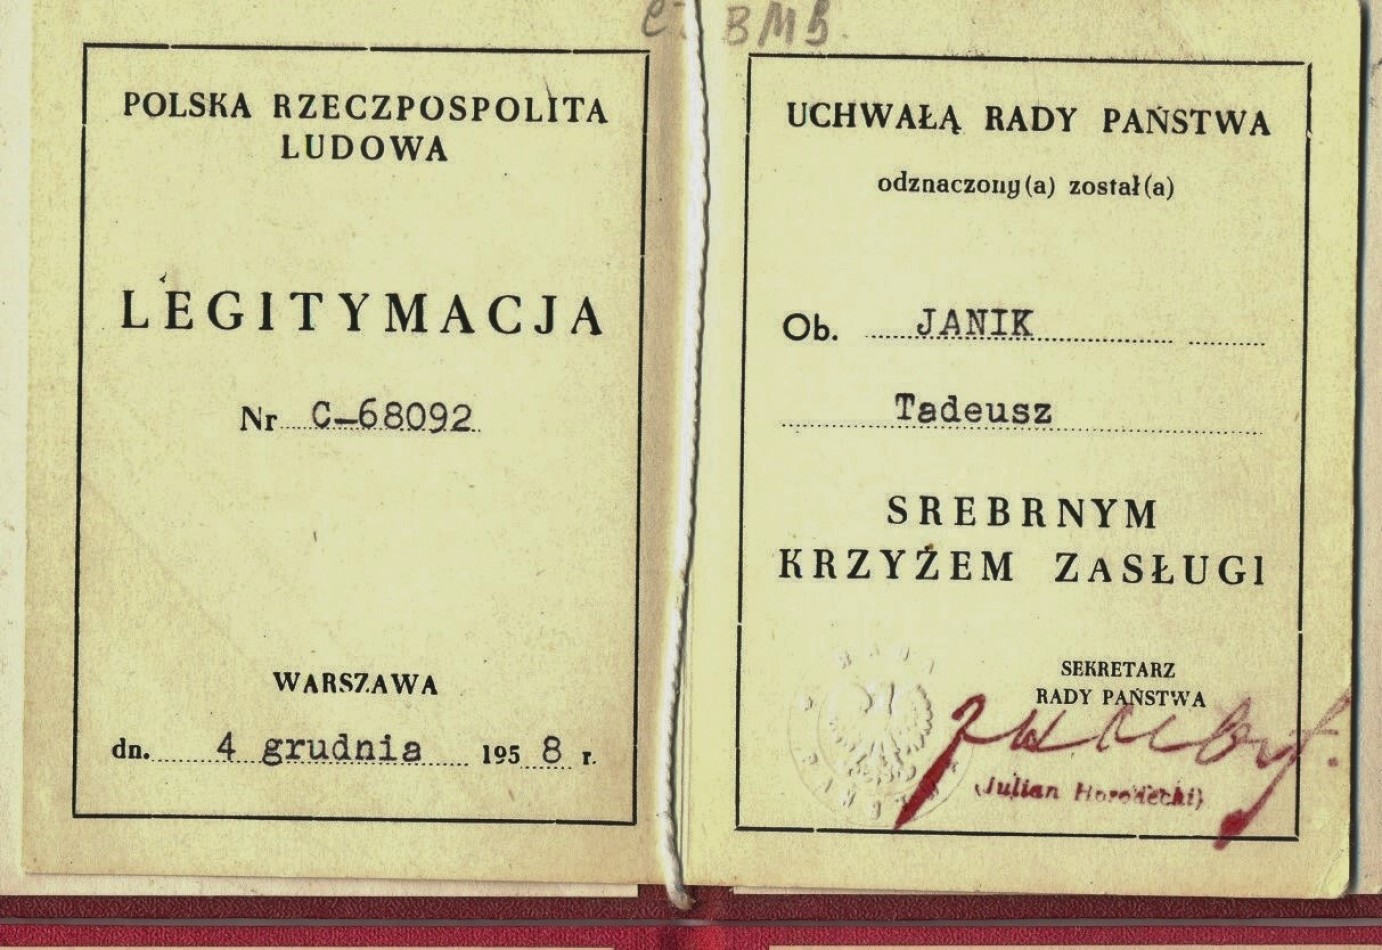 BMB.
POLSKA RZECZPOSPOLITA
LUDOWA
LEGITYMACJA
Nr C-68092
WARSZAWA
dn. 4 grudnia 1958 r.
UCHWAŁĄ RADY PAŃSTWA
odznaczony(a) został(a)
Ob. JANIK
Tadeusz
SREBRNYM
KRZYŻEM ZASŁUGI
SEKRETARZ
RADY PAŃSTWA
(Julian Horodecki)